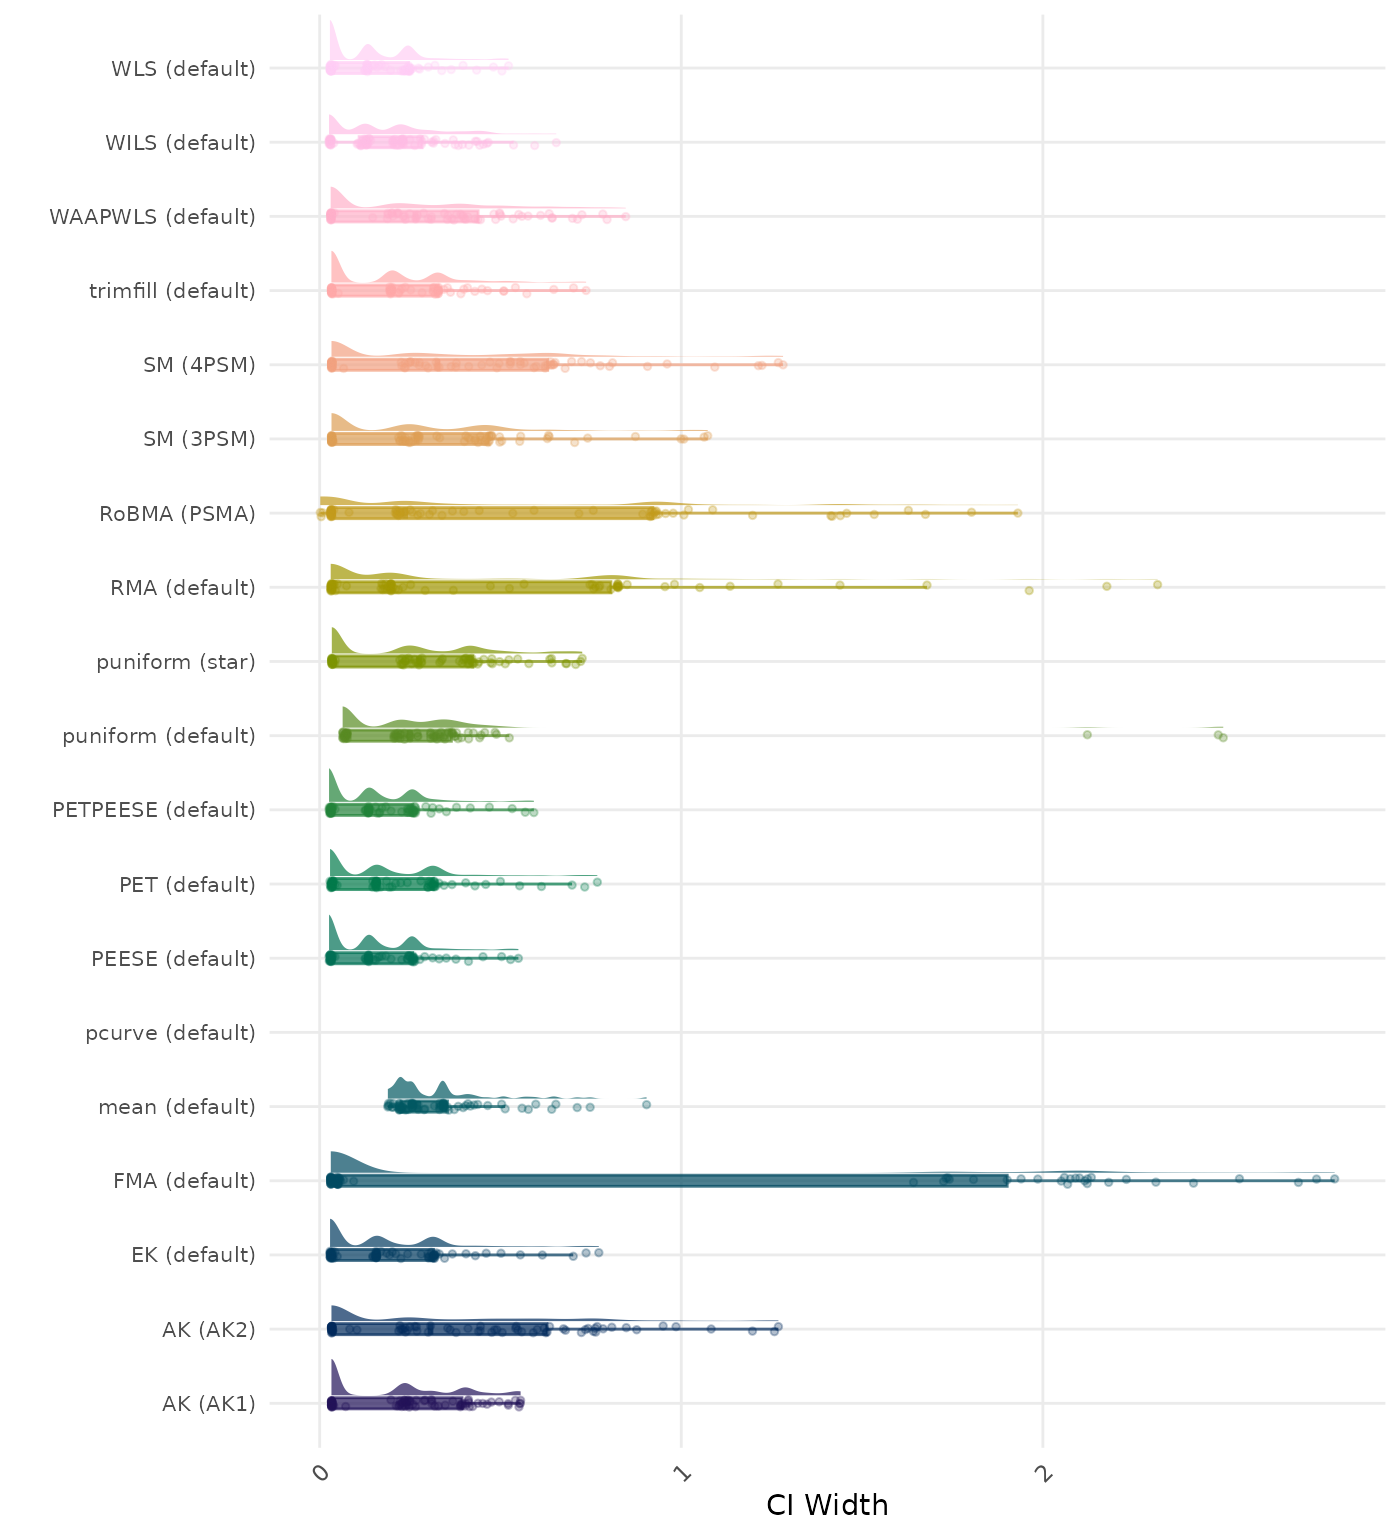 WLS (default)
WILS (default)
WAAPWLS (default)
trimfill (default)
SM (4PSM)
SM (3PSM)
RoBMA (PSMA)
RMA (default)
puniform (star)
puniform (default)
PETPEESE (default)
PET (default)
PEESE (default)
pcurve (default)
mean (default)
FMA (default)
EK (default)
AK (AK2)
AK (AK1)
0 1 2
CI Width